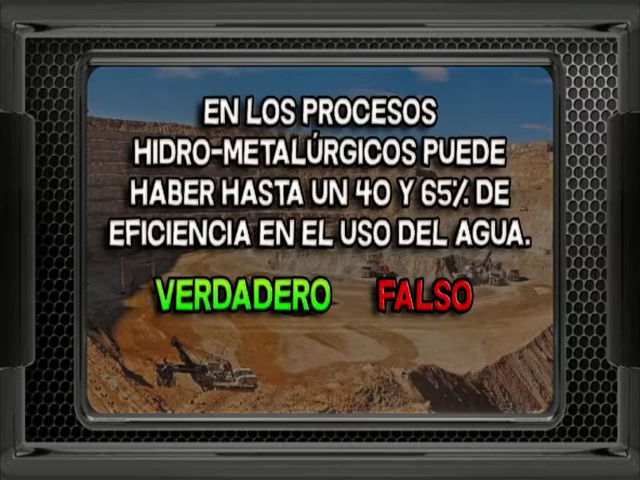 EN LOS PROCESOS
HIDRO-METALÚRGICOS PUEDE
HABER HASTA UN 40 Y 65% DE
EFICIENCIA EN EL USO DEL AGUA.
VERDADERO FALSO